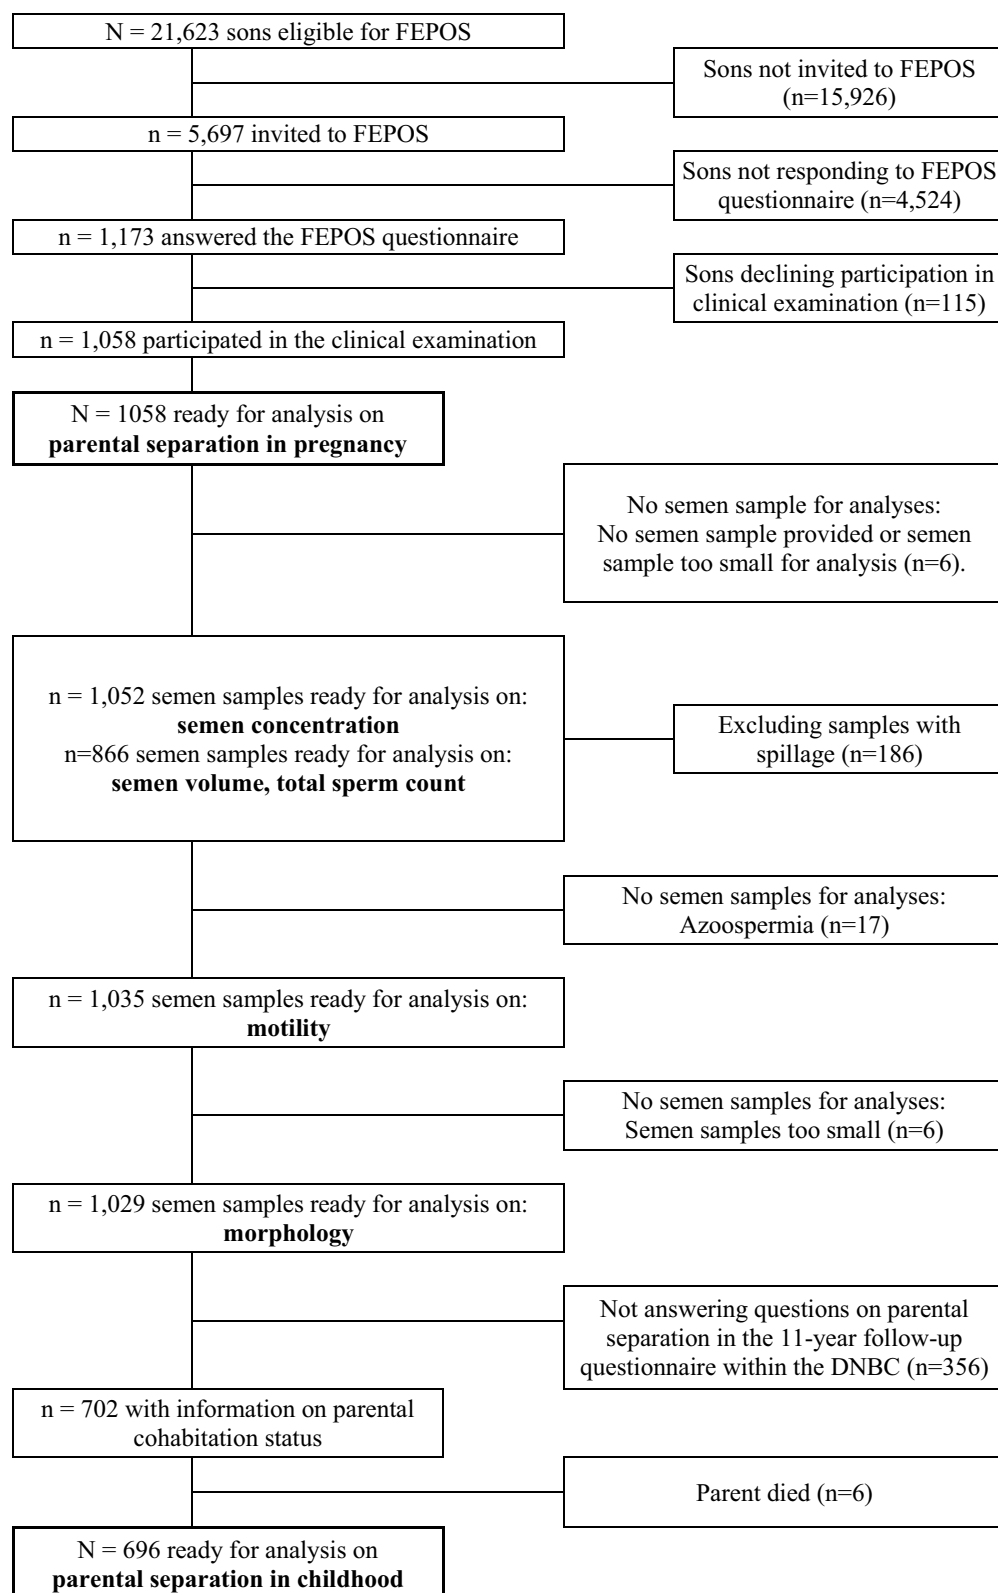 N = 21,623 sons eligible for FEPOS
Sons not invited to FEPOS
(n=15,926)
n = 5,697 invited to FEPOS
Sons not responding to FEPOS
questionnaire (n=4,524)
n = 1,173 answered the FEPOS questionnaire
Sons declining participation in
clinical examination (n=115)
n = 1,058 participated in the clinical examination
N = 1058 ready for analysis on
parental separation in pregnancy
No semen sample for analyses:
No semen sample provided or semen
sample too small for analysis (n=6).
n = 1,052 semen samples ready for analysis on:
semen concentration
n=866 semen samples ready for analysis on:
semen volume, total sperm count
Excluding samples with
spillage (n=186)
No semen samples for analyses:
Azoospermia (n=17)
n = 1,035 semen samples ready for analysis on:
motility
No semen samples for analyses:
Semen samples too small (n=6)
n = 1,029 semen samples ready for analysis on:
morphology
Not answering questions on parental
separation in the 11-year follow-up
questionnaire within the DNBC (n=356)
n = 702 with information on parental
cohabitation status
Parent died (n=6)
N = 696 ready for analysis on
parental separation in childhood